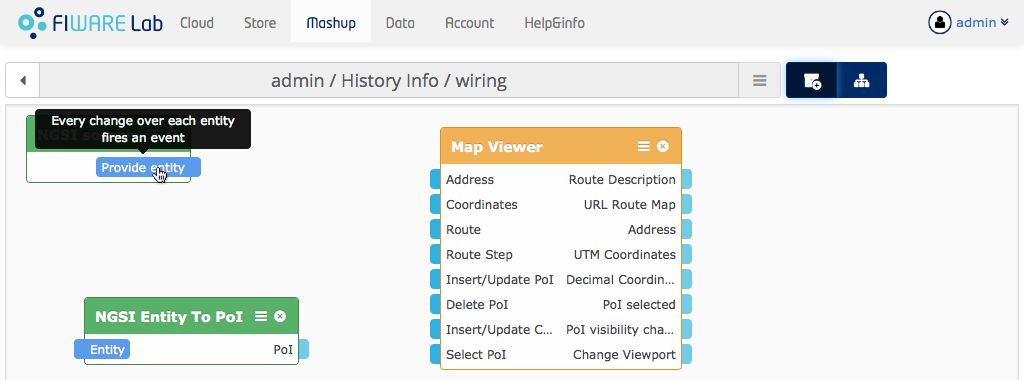 FIWARE Lab
Cloud
Store
Mashup
Data
Account
Help&info
admin
admin / History Info / wiring
Every change over each entity
fires an event
NGSI
Provide entity
Map Viewer
Address
Route Description
Coordinates
URL Route Map
Route
Address
Route Step
UTM Coordinates
Insert/Update PoI
Decimal Coordin...
Delete PoI
PoI selected
Insert/Update C...
PoI visibility cha...
Select PoI
Change Viewport
NGSI Entity To PoI
Entity
PoI